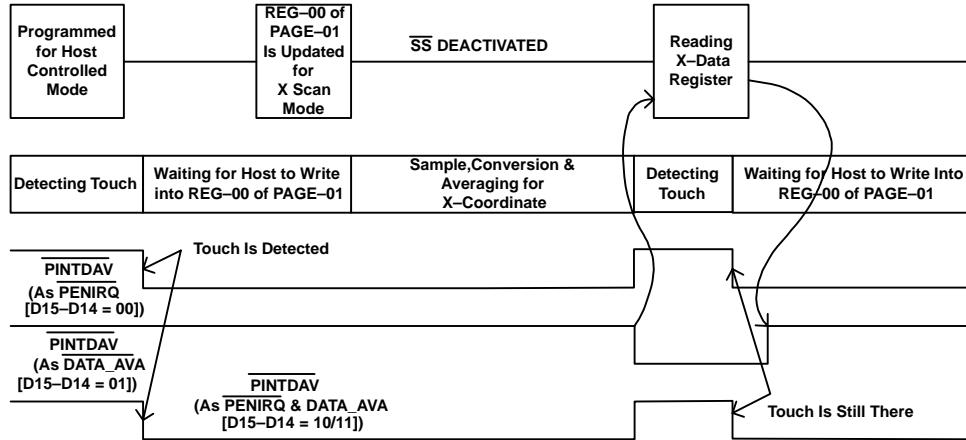 Programmed
for Host
Controlled
Mode
REG–00 of
PAGE–01
Is Updated
for
X Scan
Mode
SS DEACTIVATED
Reading
X–Data
Register
Detecting Touch
Waiting for Host to Write
into REG–00 of PAGE–01
Sample,Conversion &
Averaging for
X–Coordinate
Detecting
Touch
Waiting for Host to Write Into
REG–00 of PAGE–01
Touch Is Detected
PINTDAV
(As PENIRQ
[D15–D14 = 00])
PINTDAV
(As DATA_AVA
[D15–D14 = 01])
PINTDAV
(As PENIRQ & DATA_AVA
[D15–D14 = 10/11])
Touch Is Still There